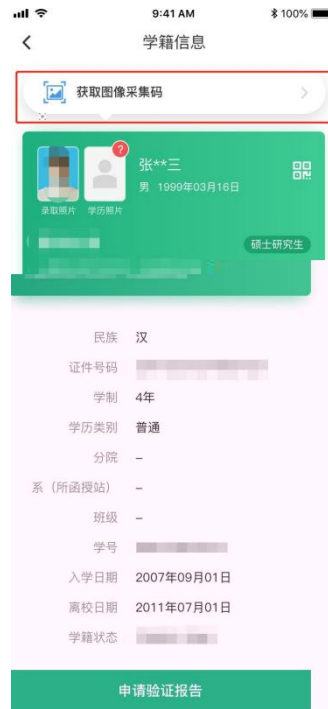 9:41 AM
100%
学籍信息
获取图像采集码
?
张**三
男 1999年03月16日
录取照片 学历照片
硕士研究生
民族 汉
证件号码
学制 4年
学历类别 普通
分院 –
系（所函授站） –
班级 –
学号
入学日期 2007年09月01日
离校日期 2011年07月01日
学籍状态
申请验证报告